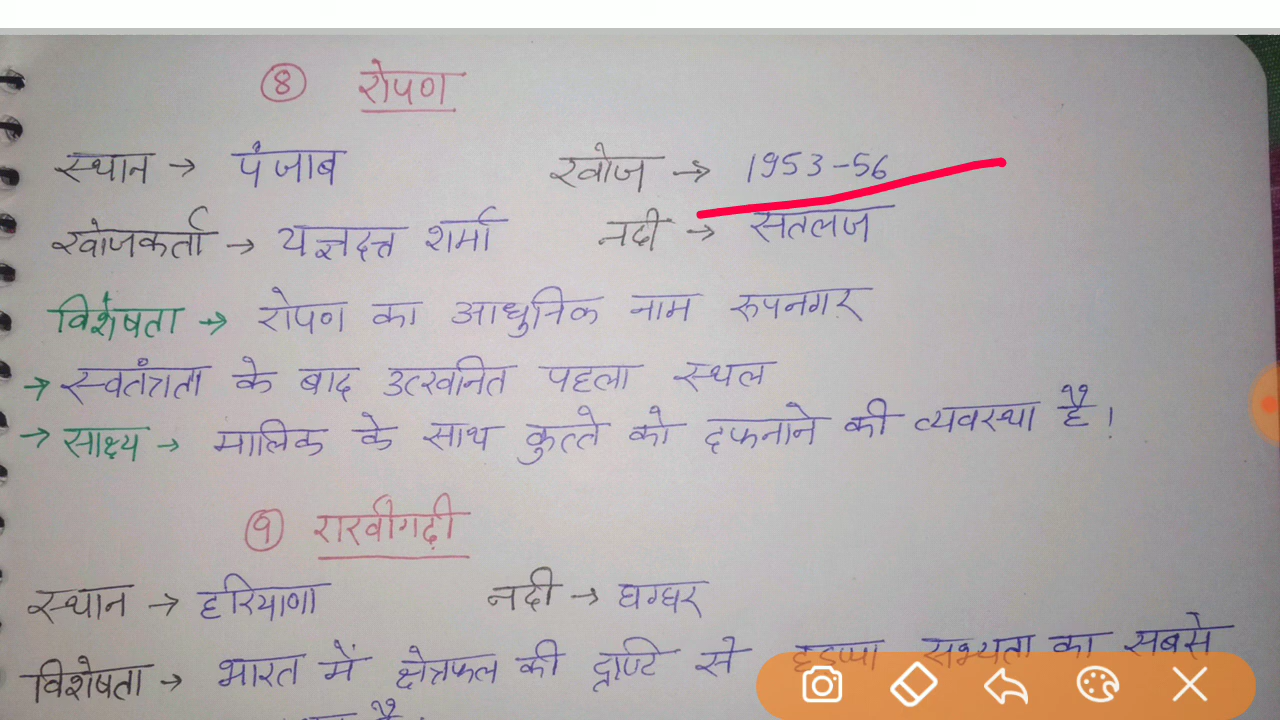 8 रोपण
स्थान → पंजाब खोज → 1953-56
खोजकर्ता → यज्ञदत्त शर्मा नदी → सतलज
विशेषता → रोपण का आधुनिक नाम रूपनगर
→ स्वतंत्रता के बाद उत्खनित पहला स्थल
→ साक्ष्य → मालिक के साथ कुत्ते को दफनाने की व्यवस्था है।
9 राखीगढ़ी
स्थान → हरियाणा नदी → घग्घर
विशेषता → भारत में क्षेत्रफल की दृष्टि से हड़प्पा सभ्यता का सबसे
है।